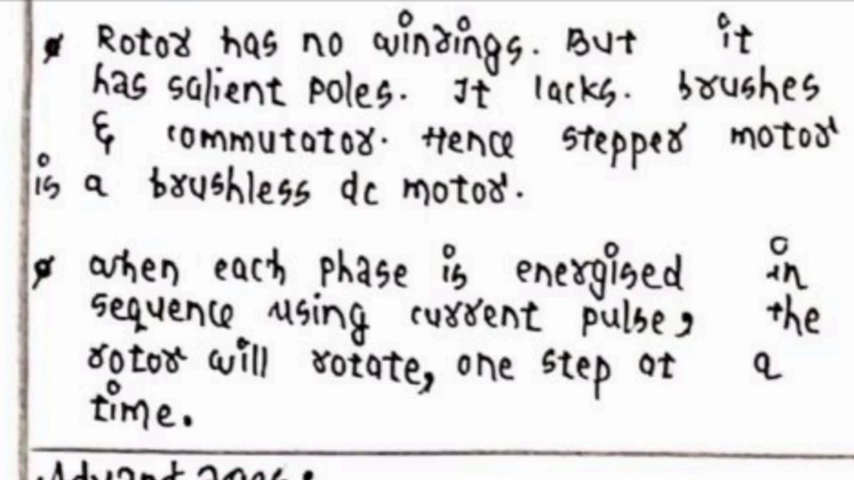 Rotor has no windings. But it
has salient poles. It lacks. brushes
& commutator. Hence stepper motor
is a brushless dc motor.
when each phase is energised in
sequence using current pulse, the
rotor will rotate, one step at a
time.
Advantages: